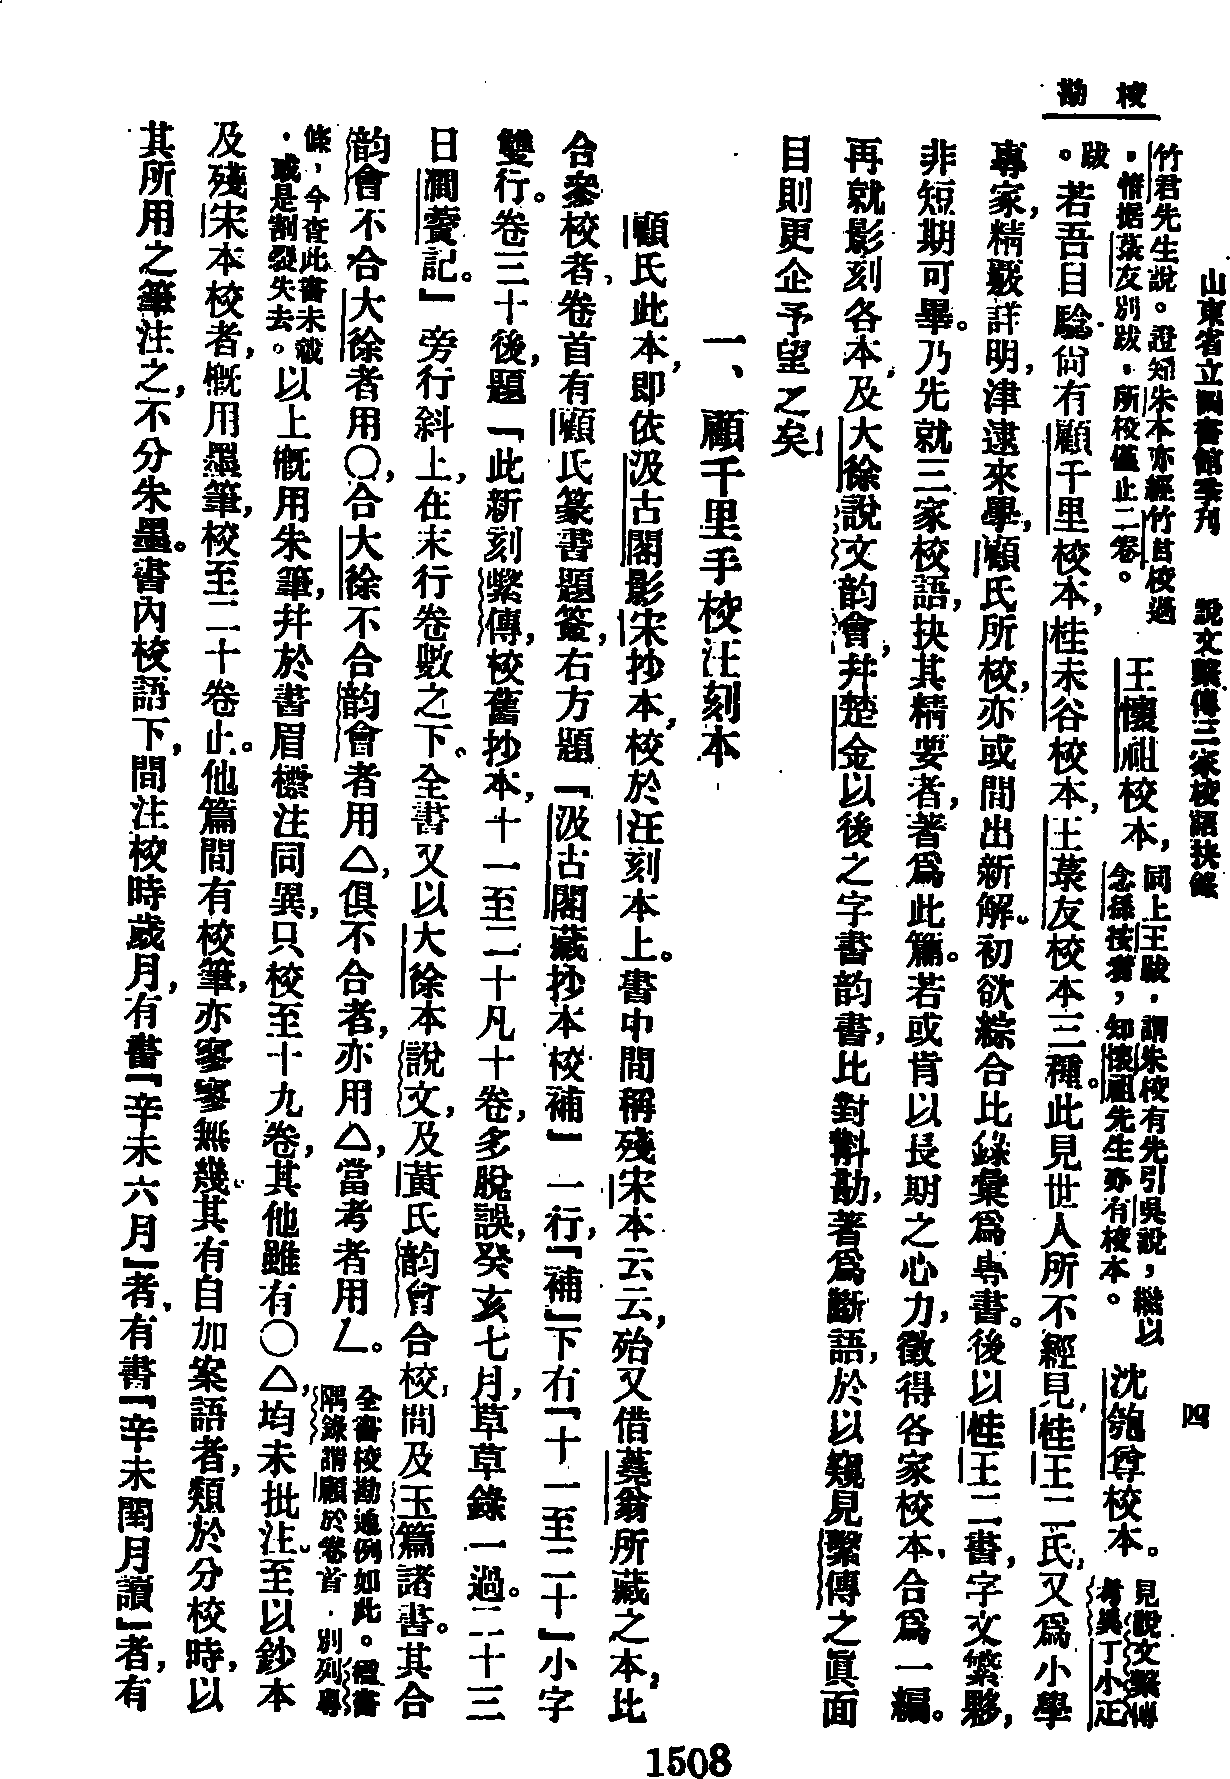 校勘
山東省立圖書館季刊　說文繫傳三家校語抉錄　四
竹君先生說。證知朱本亦經竹君校過
，惟据菉友別跋，所校僅止二卷。
王懷祖校本，
同上王跋，謂朱校有先引吳說，繼以
念孫按者，知懷祖先生亦有校本。
沈匏尊校本。
見說文繫傳
考異丁小正
跋
。若吾目驗尙有顧千里校本，桂未谷校本，王菉友校本三種。此見世人所不經見，桂王二氏，又爲小學
專家，精覈詳明，津逮來學，顧氏所校，亦或間出新解。初欲綜合比錄，彙爲專書。後以桂王二書，字文繁夥，
非短期可畢。乃先就三家校語，抉其精要者，著爲此篇。若或肯以長期之心力，徵得各家校本，合爲一編。
再就影刻各本，及大徐說文韵會，幷楚金以後之字書韵書，比對斠勘，著爲斷語，於以窺見繫傳之眞面
目則更企予望之矣！
一、顧千里手校汪刻本
顧氏此本，卽依汲古閣影宋抄本，校於汪刻本上。書中間稱殘宋本云云，殆又借蕘翁所藏之本，比
合參校者，卷首有顧氏篆書題簽，右方題『汲古閣藏抄本校補』一行，『補』下有『十一至二十』小字
雙行。卷三十後，題『此新刻繫傳，校舊抄本，十一至二十凡十卷，多脫誤，癸亥七月，草草錄一過。二十三
日澗薲記。』旁行斜上，在末行卷數之下。全書又以大徐本說文，及黃氏韵會合校，間及玉篇諸書。其合
韵會不合大徐者用〇，合大徐不合韵會者用△，俱不合者，亦用△，當考者用ㄥ。
全書校勘通例如此。楹書
隅錄謂顧於卷首，別列專
條，今查此書未載
，或是割裂失去。
以上概用朱筆，幷於書眉標注同異，只校至十九卷，其他雖有〇△，均未批注。至以鈔本
及殘宋本校者，槪用墨筆，校至二十卷止。他篇間有校筆，亦寥寥無幾。其有自加案語者，類於分校時，以
其所用之筆注之，不分朱墨。書內校語下，間注校時歲月，有書『辛未六月』者，有書『辛未閏月讀』者，有
1508